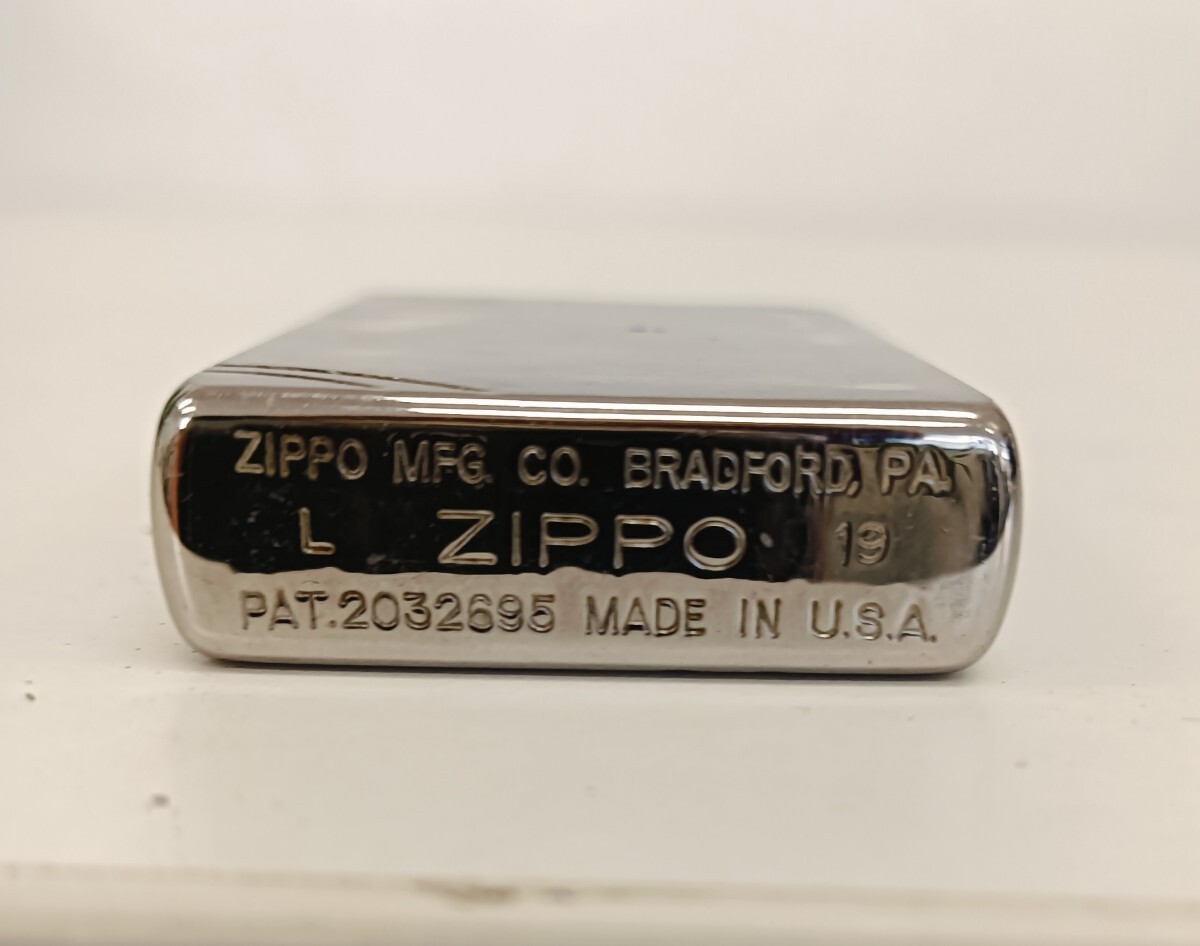 ZIPPO MFG. CO. BRADFORD, PA.
L ZIPPO 19
PAT.2032695 MADE IN U.S.A.